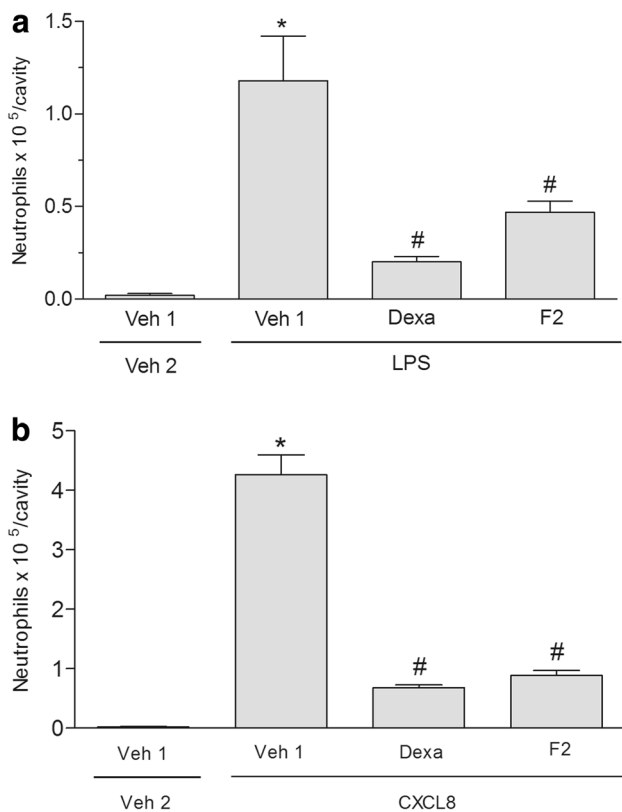 a
Neutrophils x 10 5/cavity
1.5
*
1.0
0.5
#
#
0.0
Veh 1 Veh 1 Dexa F2
Veh 2 LPS
b
Neutrophils x 10 5/cavity
5
*
4
3
2
1
#
#
0
Veh 1 Veh 1 Dexa F2
Veh 2 CXCL8